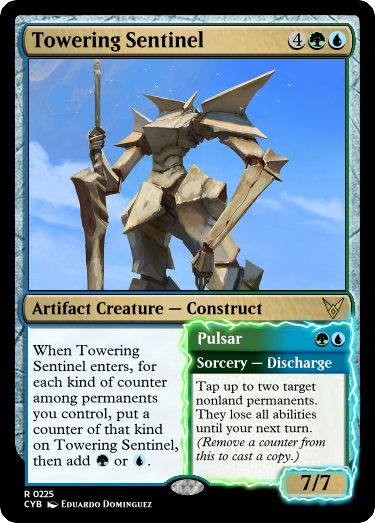 Towering Sentinel 4
Artifact Creature — Construct
When Towering
Sentinel enters, for
each kind of counter
among permanents
you control, put a
counter of that kind
on Towering Sentinel,
then add or .
Pulsar
Sorcery — Discharge
Tap up to two target
nonland permanents.
They lose all abilities
until your next turn.
(Remove a counter from
this to cast a copy.)
7/7
R 0225
CYB Eduardo Dominguez